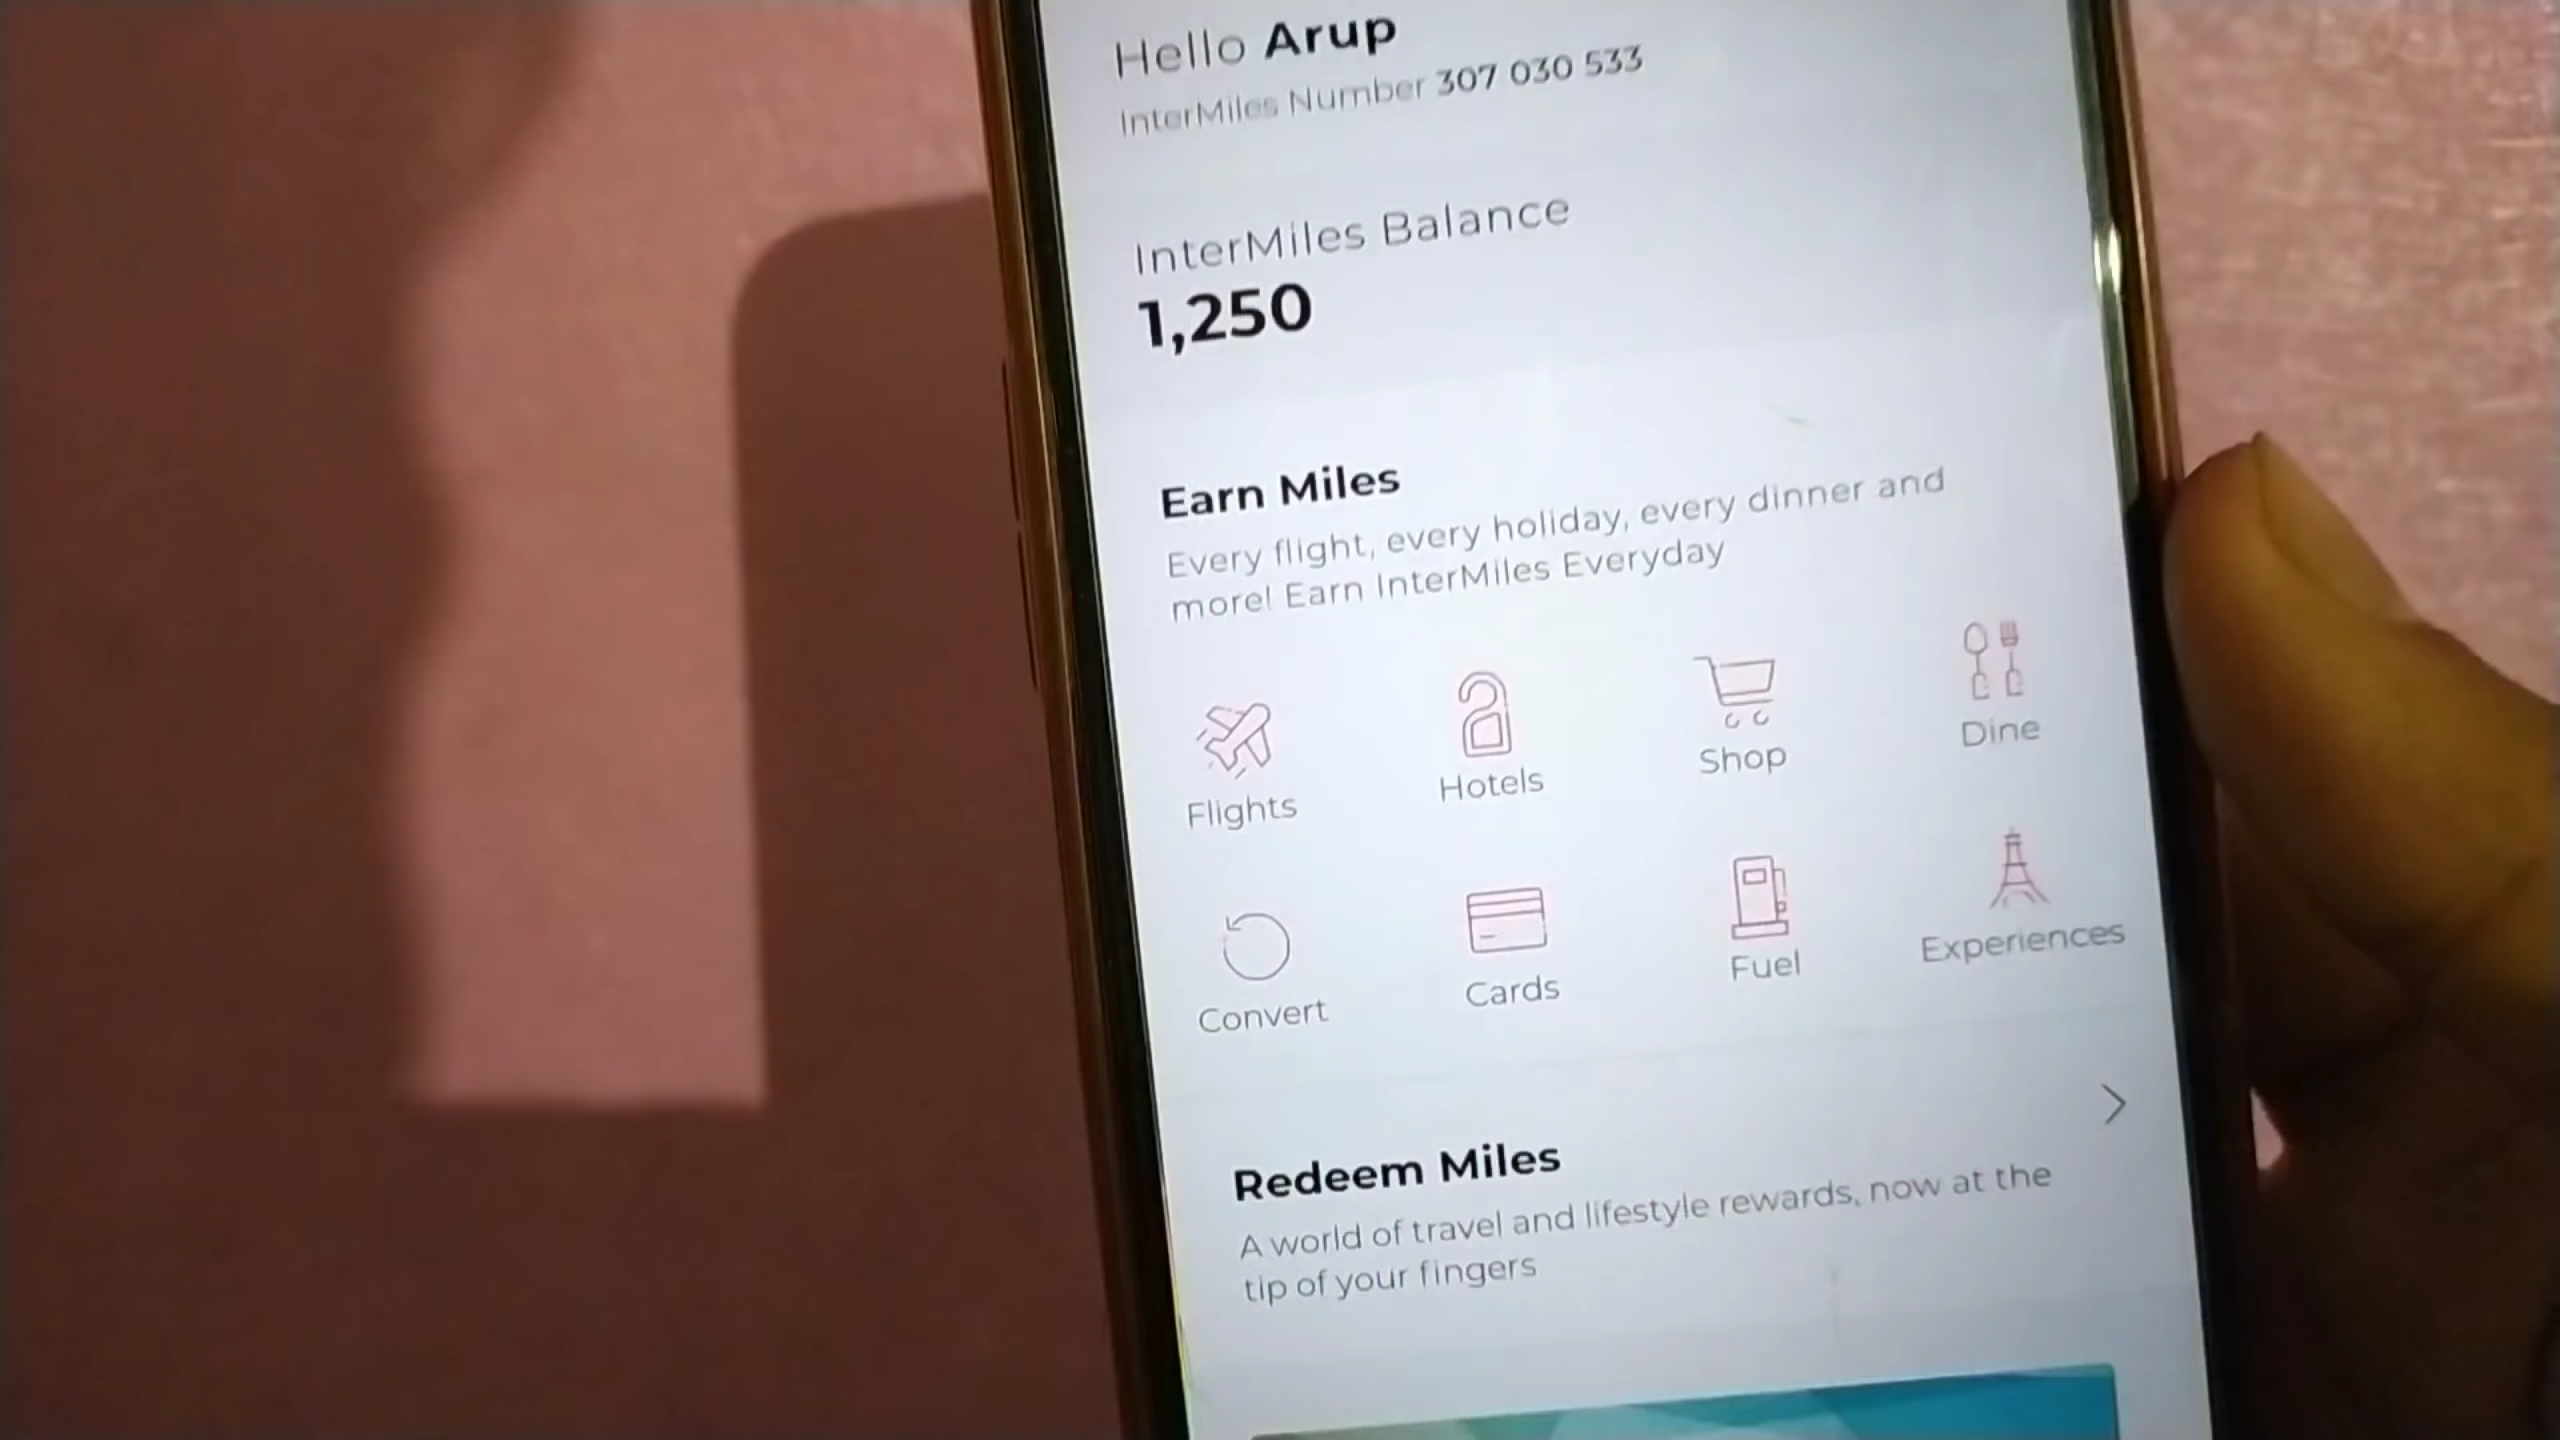 Hello Arup
InterMiles Number 307 030 533
InterMiles Balance
1,250
Earn Miles
Every flight, every holiday, every dinner and
more! Earn InterMiles Everyday
Flights
Hotels
Shop
Dine
Convert
Cards
Fuel
Experiences
Redeem Miles
A world of travel and lifestyle rewards, now at the
tip of your fingers